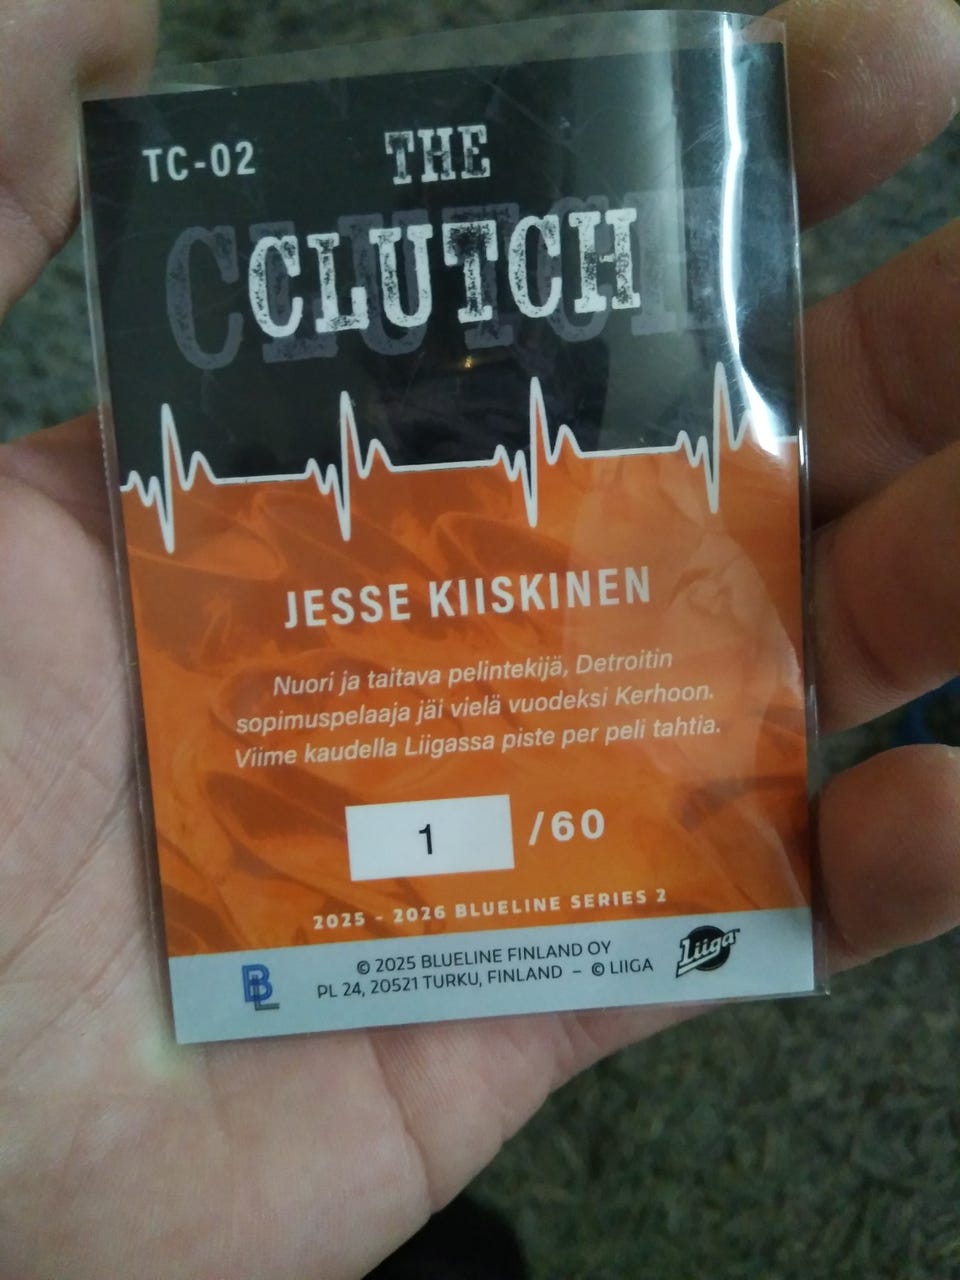 TC-02
THE
CLUTCH
CLUTCH
JESSE KIISKINEN
Nuori ja taitava pelintekijä, Detroitin
sopimuspelaaja jäi vielä vuodeksi Kerhoon.
Viime kaudella Liigassa piste per peli tahtia.
1 /60
2025 - 2026 BLUELINE SERIES 2
© 2025 BLUELINE FINLAND OY
PL 24, 20521 TURKU, FINLAND - © LIIGA
BL
Liiga